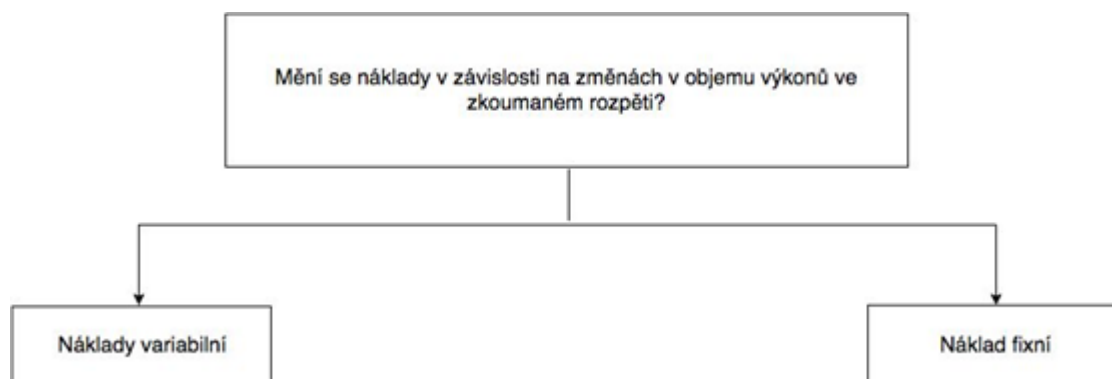 Mění se náklady v závislosti na změnách v objemu výkonů ve
zkoumaném rozpětí?
Náklady variabilní
Náklad fixní